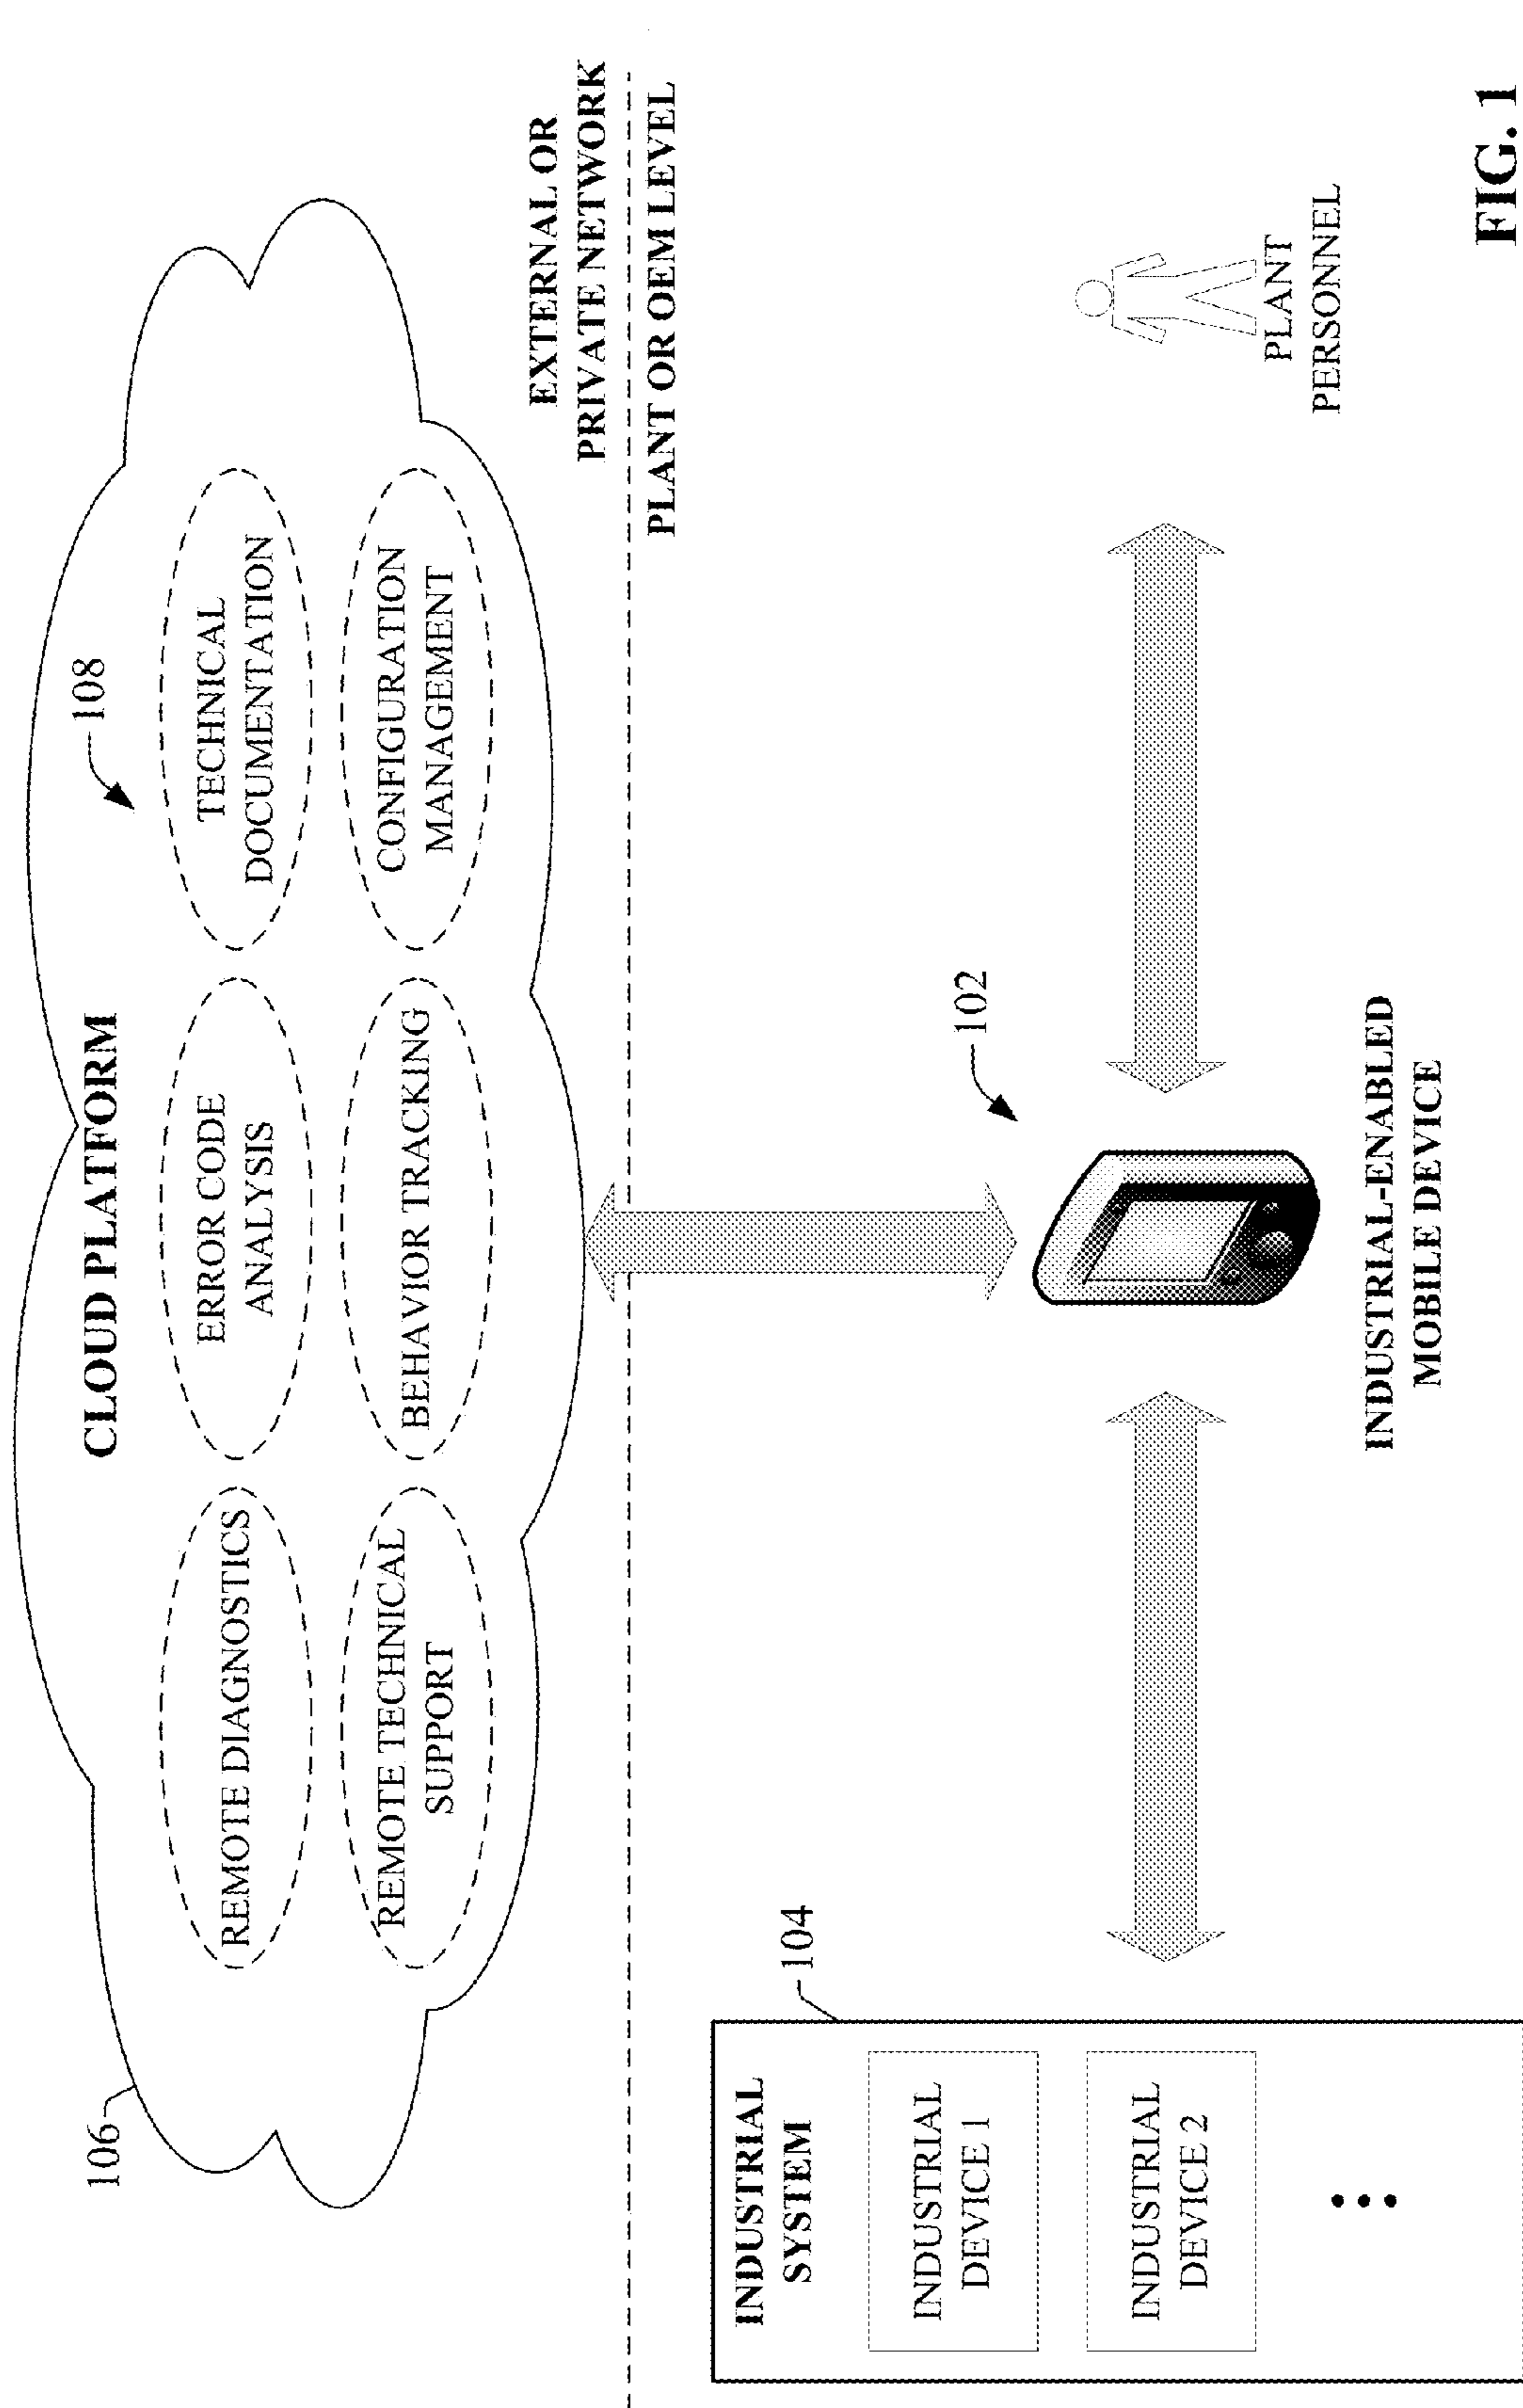 106
CLOUD PLATFORM
108
REMOTE DIAGNOSTICS
ERROR CODE
ANALYSIS
TECHNICAL
DOCUMENTATION
REMOTE TECHNICAL
SUPPORT
BEHAVIOR TRACKING
CONFIGURATION
MANAGEMENT
EXTERNAL OR
PRIVATE NETWORK
PLANT OR OEM LEVEL
104
INDUSTRIAL
SYSTEM
INDUSTRIAL
DEVICE 1
INDUSTRIAL
DEVICE 2
102
INDUSTRIAL-ENABLED
MOBILE DEVICE
PLANT
PERSONNEL
FIG. 1